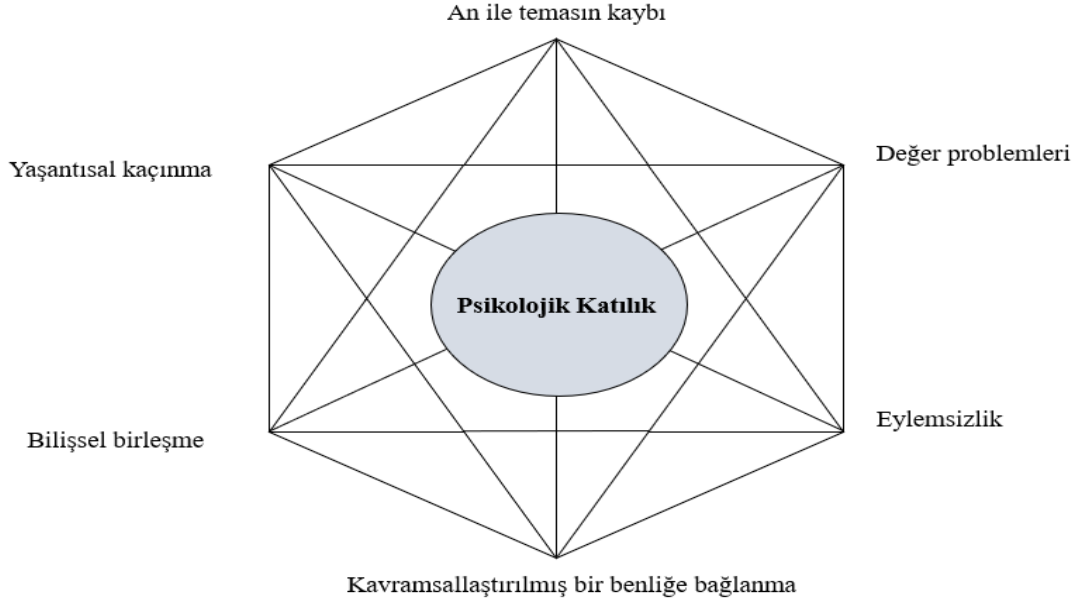 An ile temasın kaybı
Yaşantısal kaçınma
Değer problemleri
Psikolojik Katılık
Bilişsel birleşme
Eylemsizlik
Kavramsallaştırılmış bir benliğe bağlanma